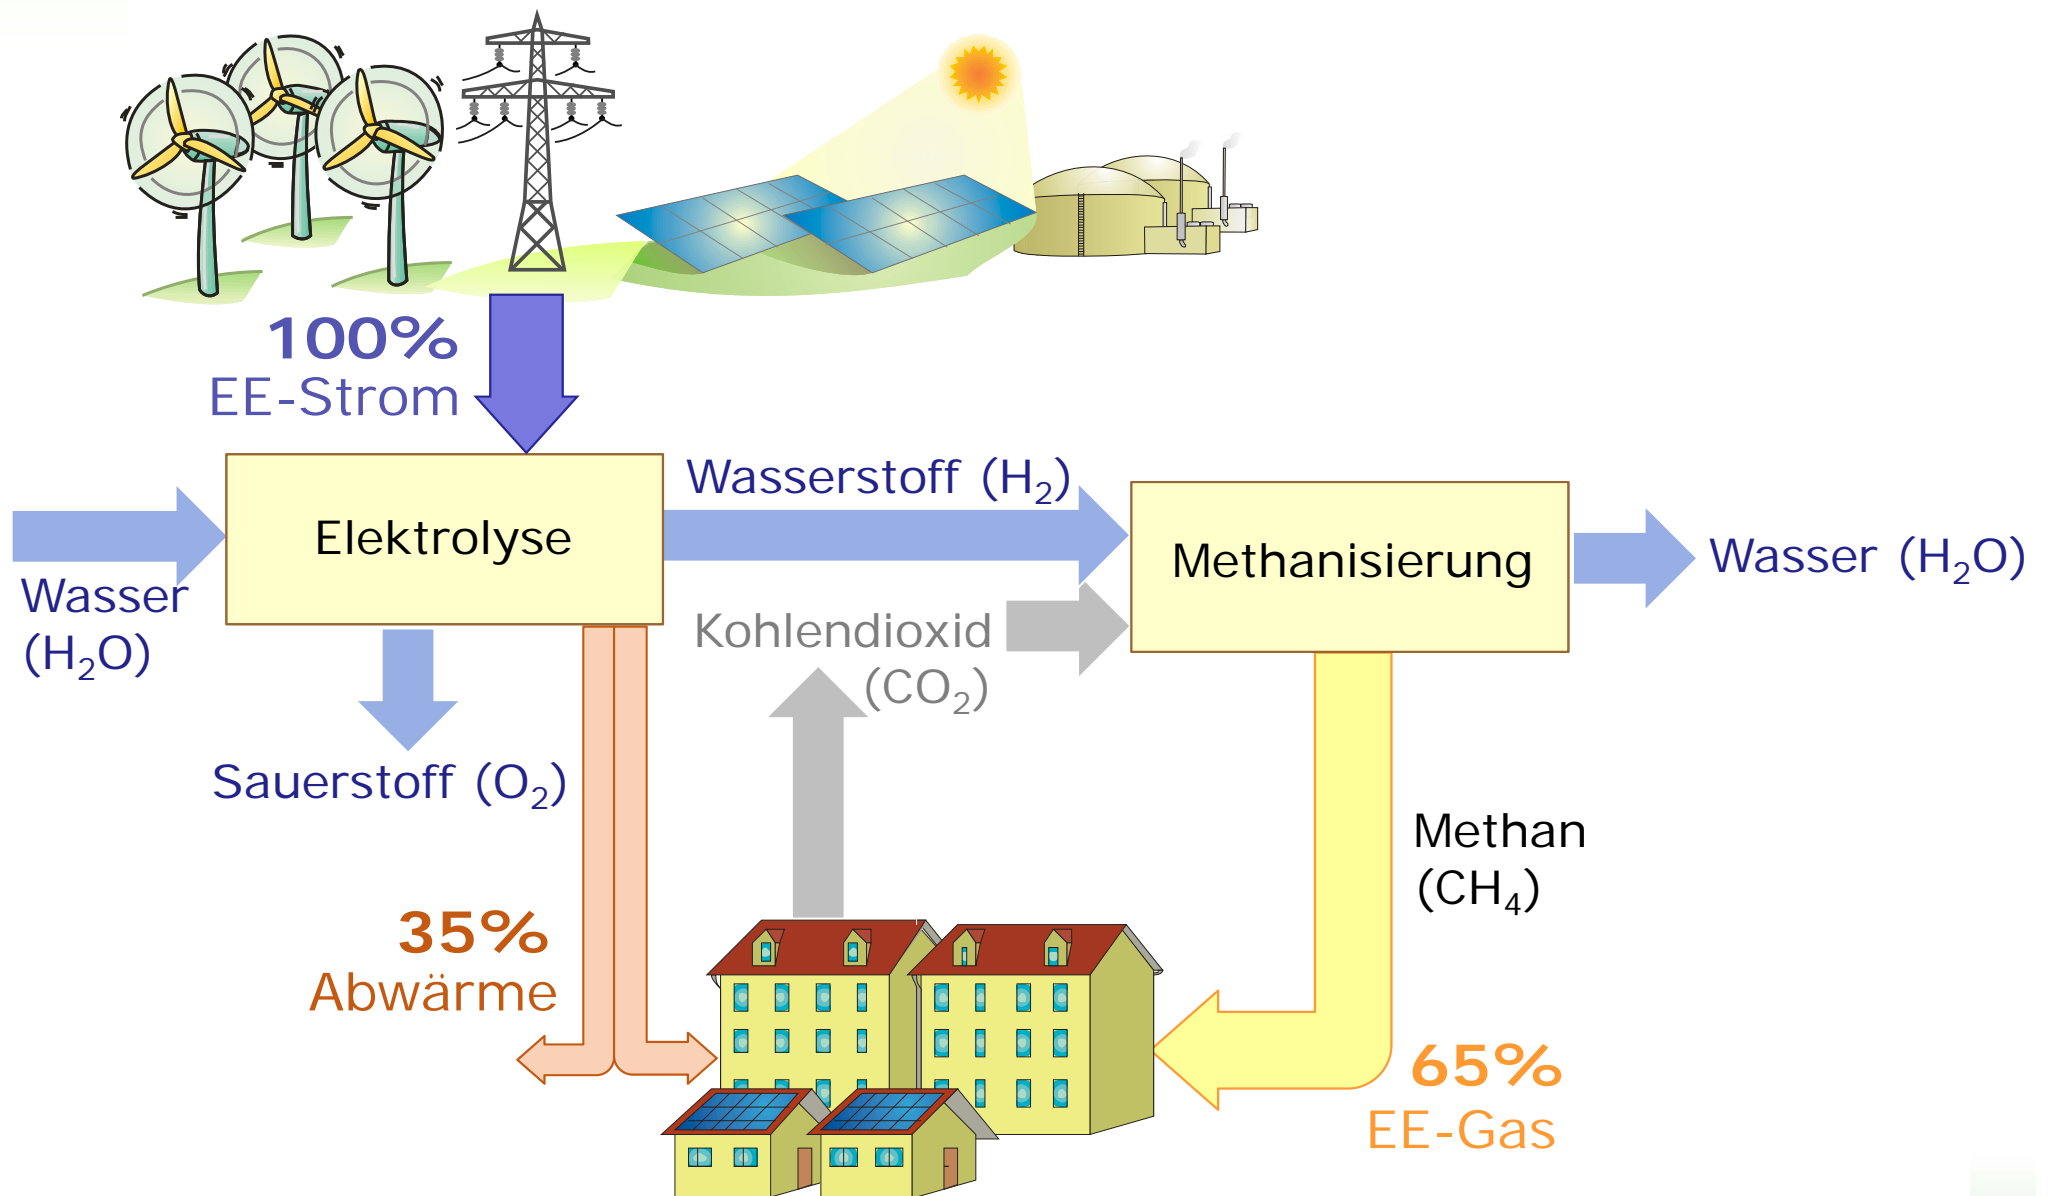 100%
EE-Strom
Wasserstoff (H₂)
Elektrolyse
Methanisierung
Wasser (H₂O)
Wasser
(H₂O)
Kohlendioxid
(CO₂)
Sauerstoff (O₂)
Methan
(CH₄)
35%
Abwärme
65%
EE-Gas